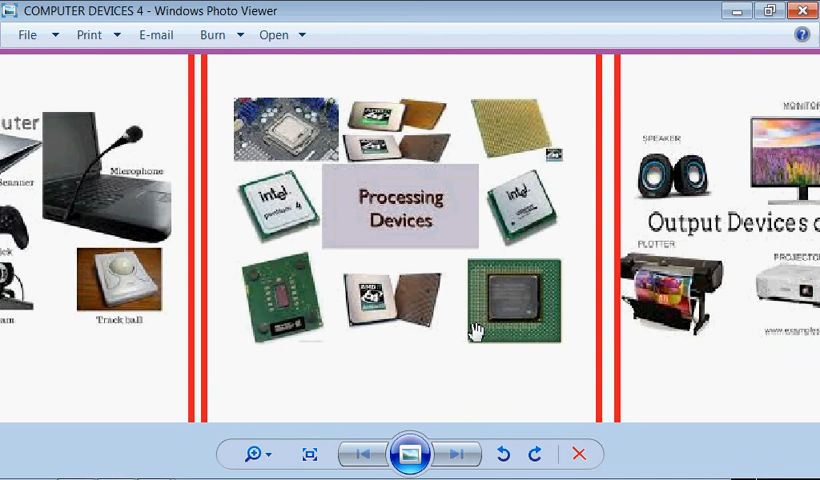 COMPUTER DEVICES 4 - Windows Photo Viewer
File Print E-mail Burn Open
uter
Scanner
Microphone
ick
am
Track ball
AMD
intel
pentium 4
Processing
Devices
intel
AMD
MONITOR
SPEAKER
Output Devices o
PLOTTER
PROJECTOR
www.examples